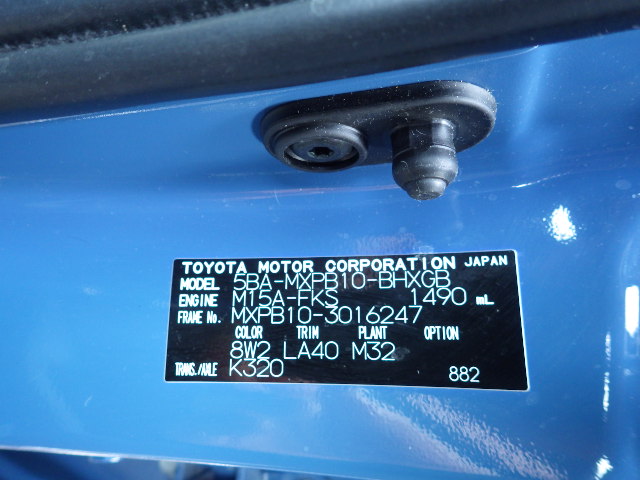 TOYOTA MOTOR CORPORATION JAPAN
MODEL 5BA-MXPB10-BHXGB
ENGINE M15A-FKS 1490 mL
FRAME No. MXPB10-3016247
COLOR TRIM PLANT OPTION
8W2 LA40 M32
TRANS./AXLE K320
882